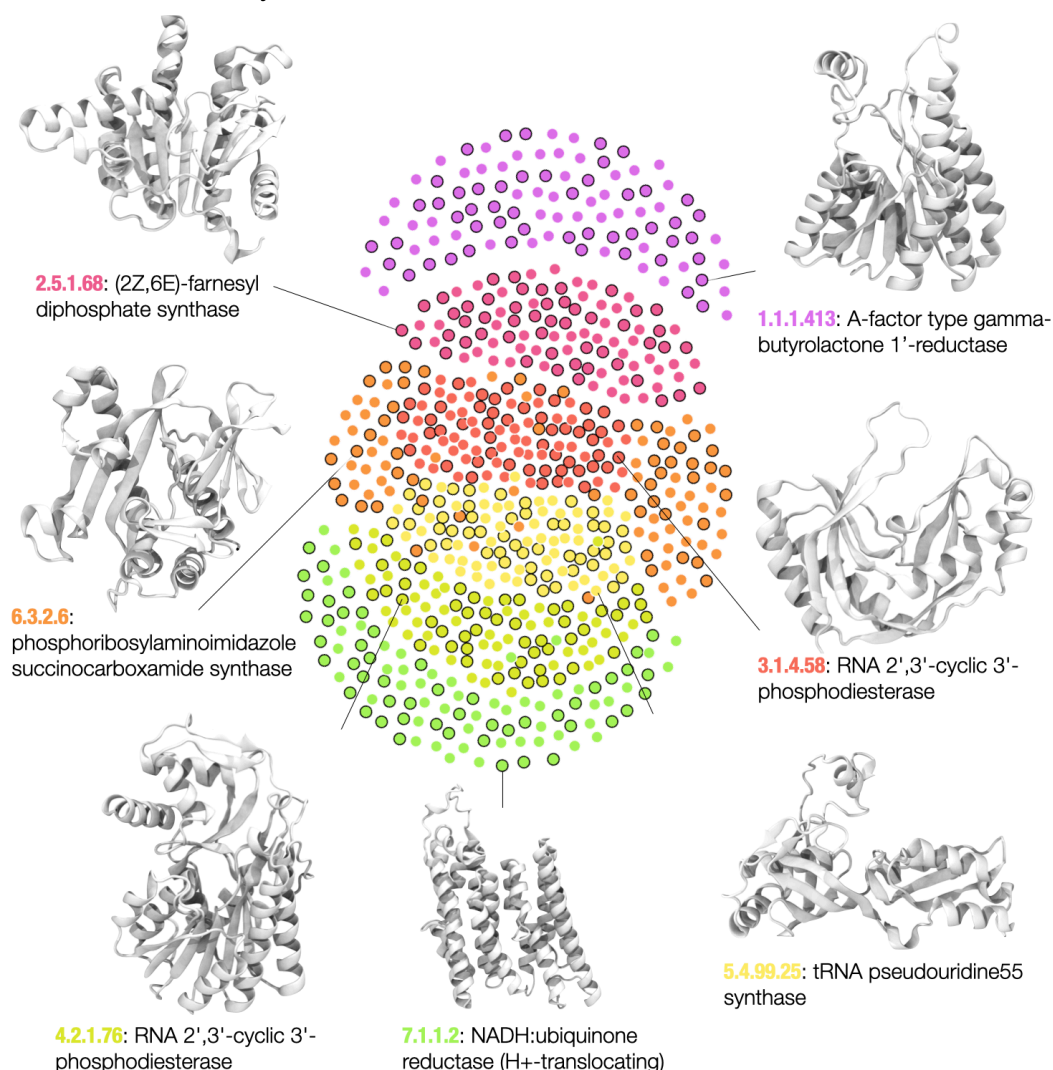 2.5.1.68: (2Z,6E)-farnesyl
diphosphate synthase
1.1.1.413: A-factor type gamma-
butyrolactone 1'-reductase
6.3.2.6:
phosphoribosylaminoimidazole
succinocarboxamide synthase
3.1.4.58: RNA 2',3'-cyclic 3'-
phosphodiesterase
5.4.99.25: tRNA pseudouridine55
synthase
4.2.1.76: RNA 2',3'-cyclic 3'-
phosphodiesterase
7.1.1.2: NADH:ubiquinone
reductase (H+-translocating)